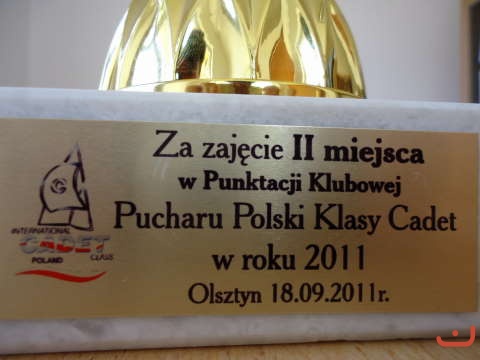 Za zajęcie II miejsca
w Punktacji Klubowej
Pucharu Polski Klasy Cadet
w roku 2011
Olsztyn 18.09.2011r.
INTERNATIONAL
CADET
POLAND CLASS